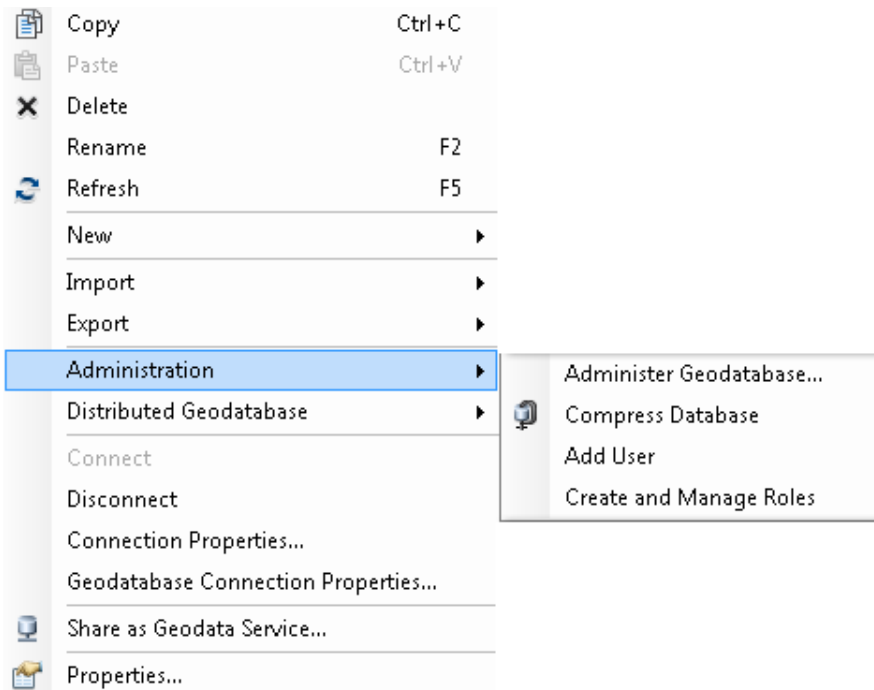 Copy Ctrl+C
Paste Ctrl+V
Delete
Rename F2
Refresh F5
New
Import
Export
Administration
Administer Geodatabase...
Compress Database
Add User
Create and Manage Roles
Distributed Geodatabase
Connect
Disconnect
Connection Properties...
Geodatabase Connection Properties...
Share as Geodata Service...
Properties...